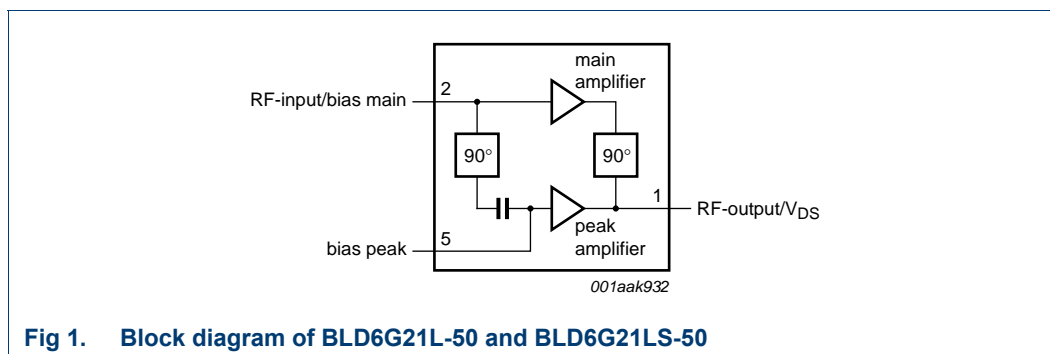 main
amplifier
2
RF-input/bias main
90°
90°
1
RF-output/VDS
peak
amplifier
5
bias peak
001aak932
Fig 1. Block diagram of BLD6G21L-50 and BLD6G21LS-50